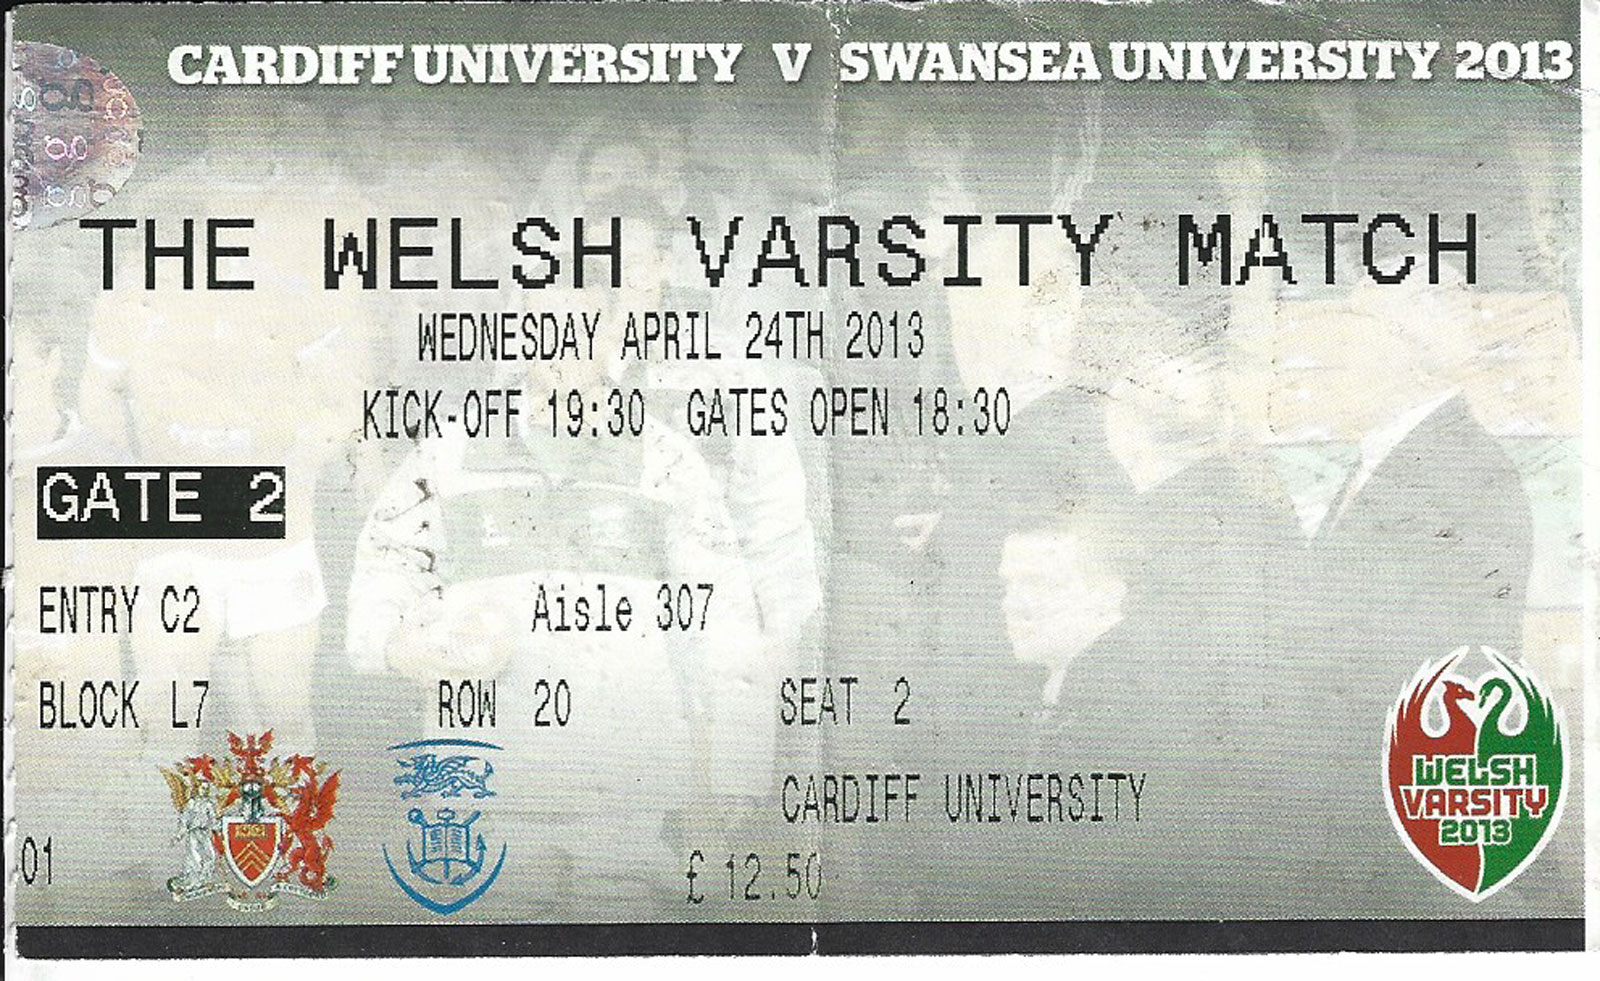 CARDIFF UNIVERSITY V SWANSEA UNIVERSITY 2013
THE WELSH VARSITY MATCH
WEDNESDAY APRIL 24TH 2013
KICK-OFF 19:30 GATES OPEN 18:30
GATE 2
ENTRY C2 Aisle 307
BLOCK L7 ROW 20 SEAT 2
CARDIFF UNIVERSITY
01
£ 12.50
WELSH
VARSITY
2013